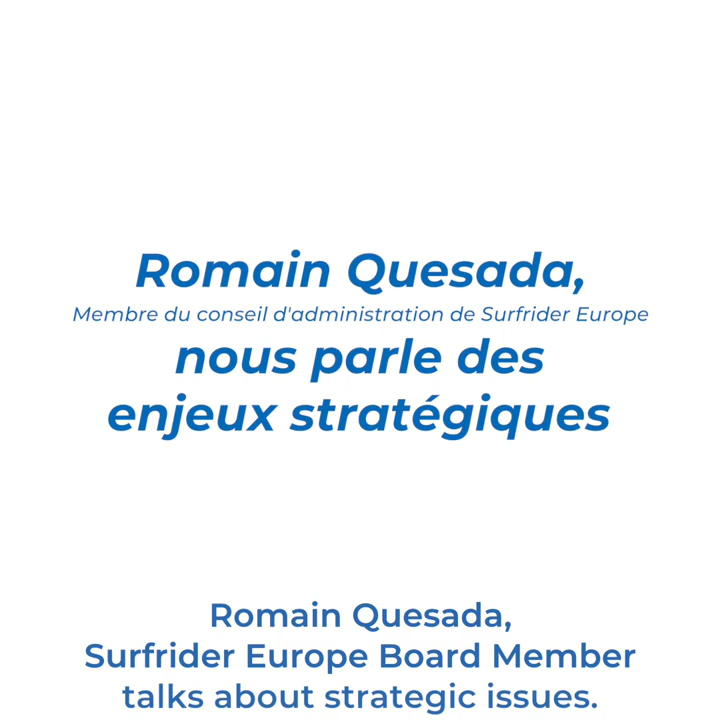 Romain Quesada,
Membre du conseil d'administration de Surfrider Europe
nous parle des
enjeux stratégiques
Romain Quesada,
Surfrider Europe Board Member
talks about strategic issues.